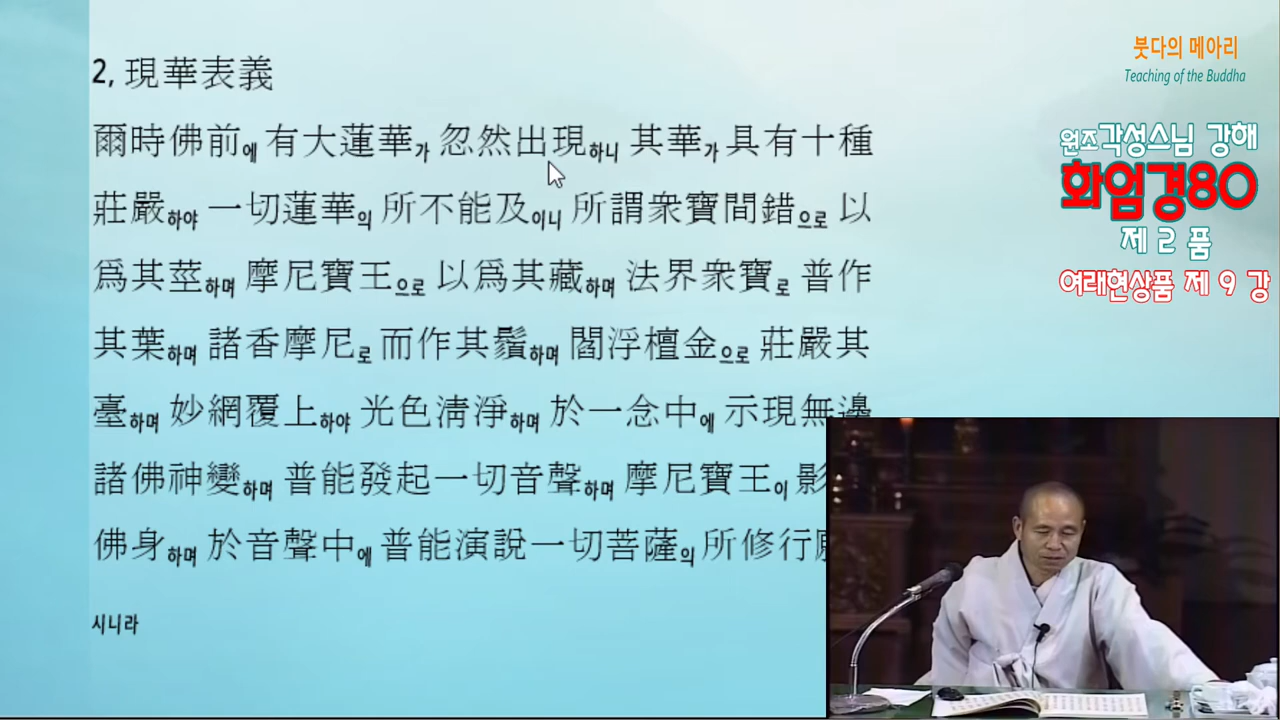 2, 現華表義
爾時佛前에 有大蓮華가 忽然出現하니 其華가 具有十種
莊嚴하야 一切蓮華의 所不能及이니 所謂衆寶間錯으로 以
爲其莖하며 摩尼寶王으로 以爲其藏하며 法界衆寶로 普作
其葉하며 諸香摩尼로 而作其鬚하며 閻浮檀金으로 莊嚴其
臺하며 妙網覆上하야 光色淸淨하며 於一念中에 示現無邊
諸佛神變하며 普能發起一切音聲하며 摩尼寶王이 影
佛身하며 於音聲中에 普能演說一切菩薩의 所修行
시니라
붓다의 메아리
Teaching of the Buddha
원조각성스님 강해
화엄경80
제 2 품
여래현상품 제 9 강